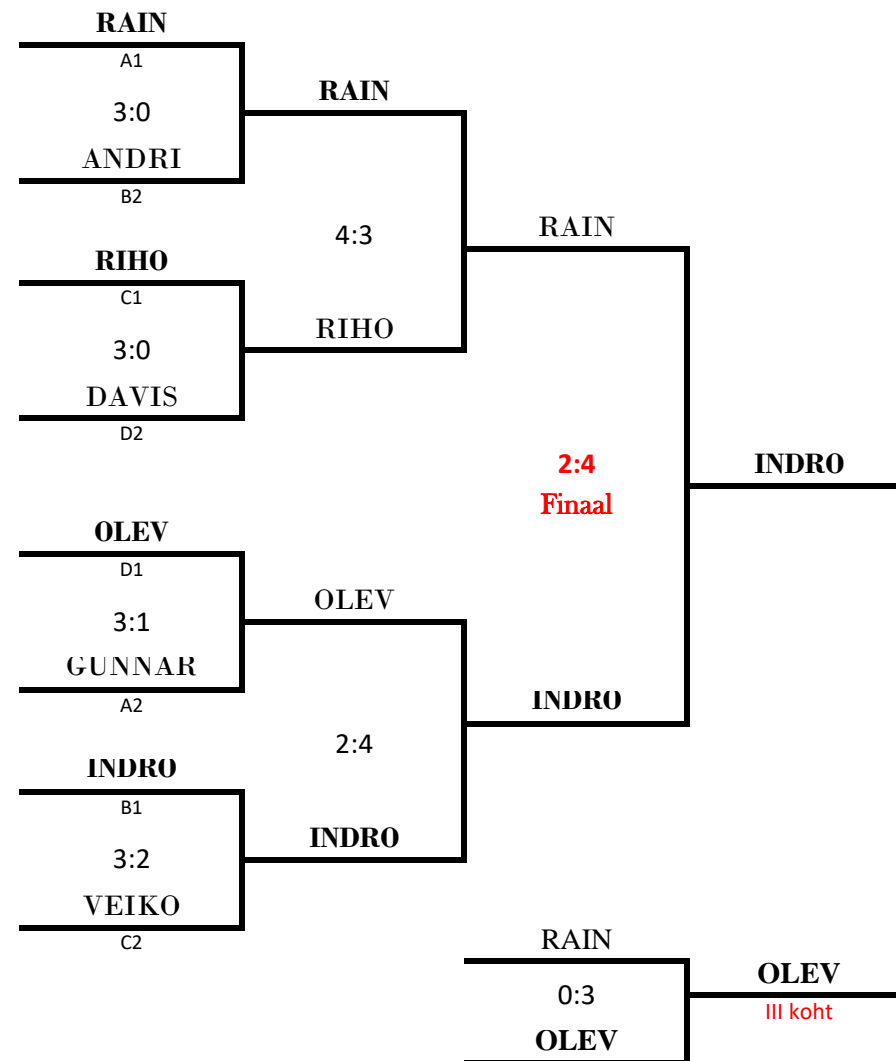 RAIN
A1
3:0
ANDRI
B2
RAIN
4:3
RIHO
C1
3:0
DAVIS
D2
RIHO
RAIN
2:4
Finaal
INDRO
OLEV
D1
3:1
GUNNAR
A2
OLEV
2:4
INDRO
B1
3:2
VEIKO
C2
INDRO
INDRO
RAIN
0:3
OLEV
OLEV
III koht